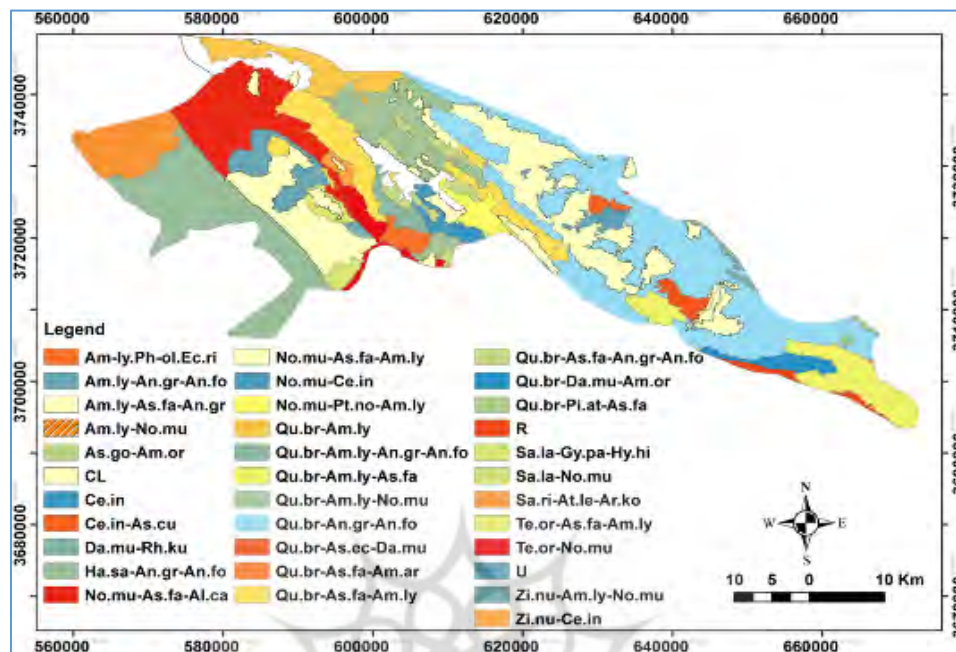 560000 580000 600000 620000 640000 660000
3740000
3720000
3700000
3680000
Legend
Am-ly.Ph-ol.Ec.ri
Am.ly-An.gr-An.fo
Am.ly-As.fa-An.gr
Am.ly-No.mu
As.go-Am.or
CL
Ce.in
Ce.in-As.cu
Da.mu-Rh.ku
Ha.sa-An.gr-An.fo
No.mu-As.fa-Al.ca
No.mu-As.fa-Am.ly
No.mu-Ce.in
No.mu-Pt.no-Am.ly
Qu.br-Am.ly
Qu.br-Am.ly-An.gr-An.fo
Qu.br-Am.ly-As.fa
Qu.br-Am.ly-No.mu
Qu.br-An.gr-An.fo
Qu.br-As.ec-Da.mu
Qu.br-As.fa-Am.ar
Qu.br-As.fa-Am.ly
Qu.br-As.fa-An.gr-An.fo
Qu.br-Da.mu-Am.or
Qu.br-Pi.at-As.fa
R
Sa.la-Gy.pa-Hy.hi
Sa.la-No.mu
Sa.ri-At.le-Ar.ko
Te.or-As.fa-Am.ly
Te.or-No.mu
U
Zi.nu-Am.ly-No.mu
Zi.nu-Ce.in
N
W E
S
10 5 0 10 Km
560000 580000 600000 620000 640000 660000